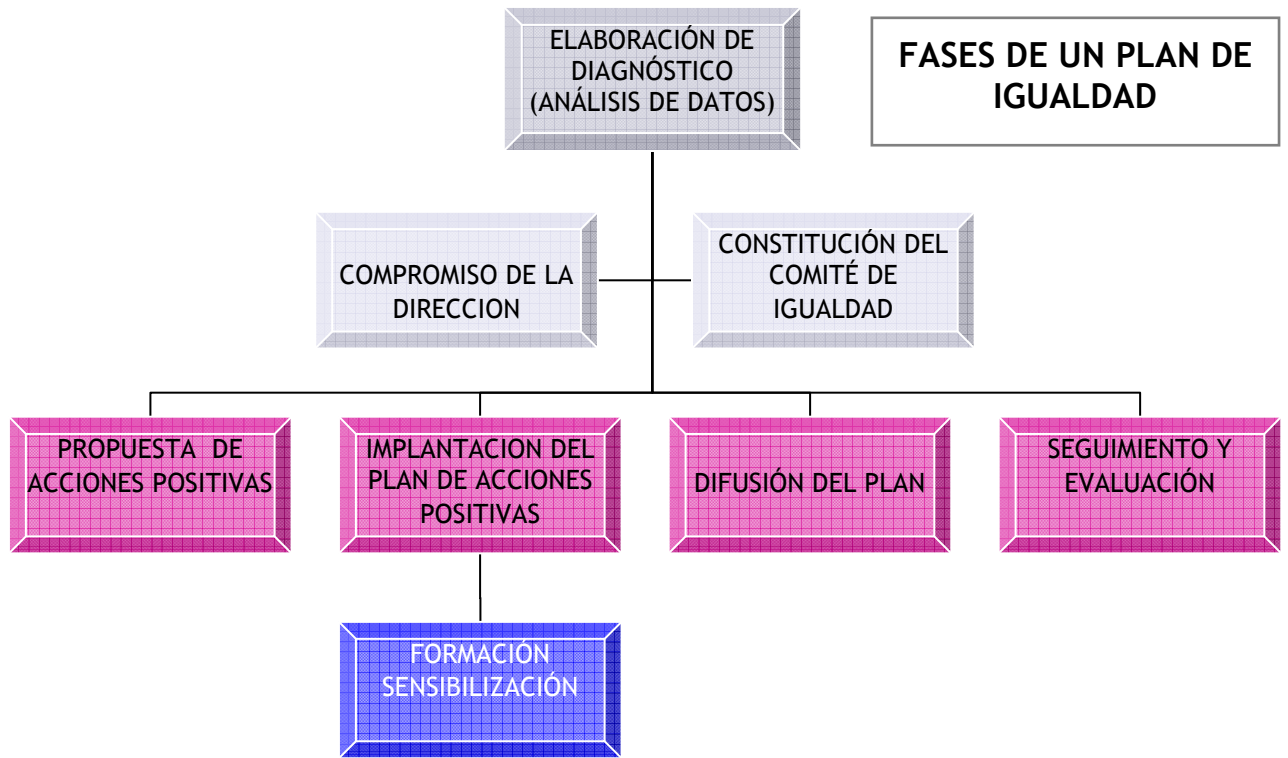 ELABORACIÓN DE
DIAGNÓSTICO
(ANÁLISIS DE DATOS)
FASES DE UN PLAN DE
IGUALDAD
COMPROMISO DE LA
DIRECCION
CONSTITUCIÓN DEL
COMITÉ DE
IGUALDAD
PROPUESTA DE
ACCIONES POSITIVAS
IMPLANTACION DEL
PLAN DE ACCIONES
POSITIVAS
DIFUSIÓN DEL PLAN
SEGUIMIENTO Y
EVALUACIÓN
FORMACIÓN
SENSIBILIZACIÓN